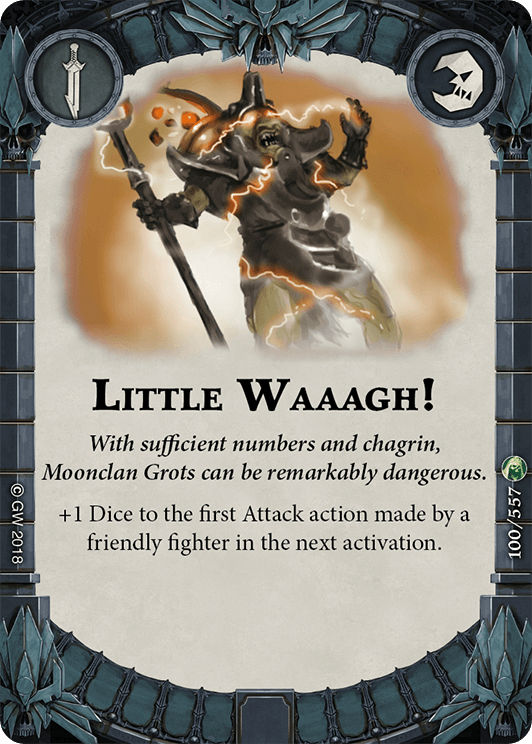 LITTLE WAAAGH!
With sufficient numbers and chagrin,
Moonclan Grots can be remarkably dangerous.
+1 Dice to the first Attack action made by a
friendly fighter in the next activation.
© GW 2018
100/557